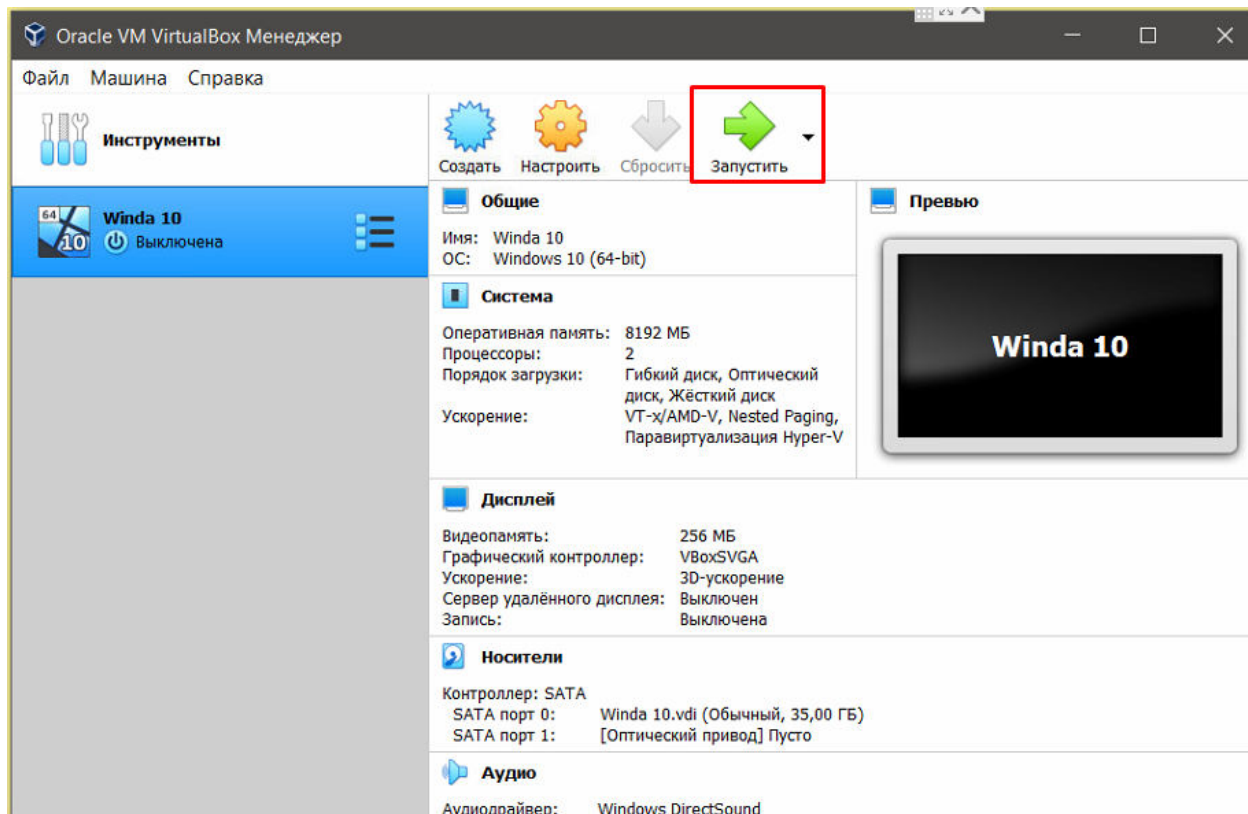 Oracle VM VirtualBox Менеджер
Файл Машина Справка
Инструменты
Создать Настроить Сбросить Запустить
64
10
Winda 10
Выключена
Общие
Имя: Winda 10
ОС: Windows 10 (64-bit)
Превью
Winda 10
Система
Оперативная память: 8192 МБ
Процессоры: 2
Порядок загрузки: Гибкий диск, Оптический
диск, Жёсткий диск
Ускорение: VT-x/AMD-V, Nested Paging,
Паравиртуализация Hyper-V
Дисплей
Видеопамять: 256 МБ
Графический контроллер: VBoxSVGA
Ускорение: 3D-ускорение
Сервер удалённого дисплея: Выключен
Запись: Выключена
Носители
Контроллер: SATA
SATA порт 0: Winda 10.vdi (Обычный, 35,00 ГБ)
SATA порт 1: [Оптический привод] Пусто
Аудио
Аудиодрайвер: Windows DirectSound